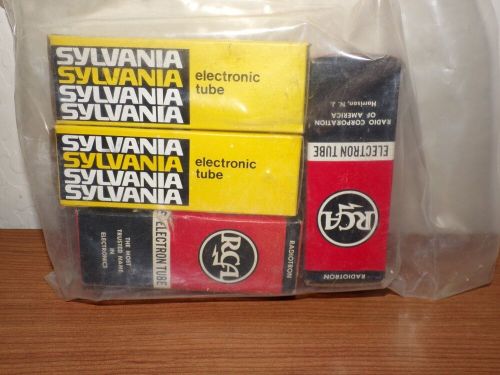 SYLVANIA
SYLVANIA
SYLVANIA
SYLVANIA
electronic
tube
SYLVANIA
SYLVANIA
SYLVANIA
SYLVANIA
electronic
tube
THE MOST
TRUSTED NAME
IN
ELECTRONICS
ELECTRON TUBE
RCA
RADIOTRON
RADIO CORPORATION
OF AMERICA
Harrison, N. J.
ELECTRON TUBE
RCA
RADIOTRON